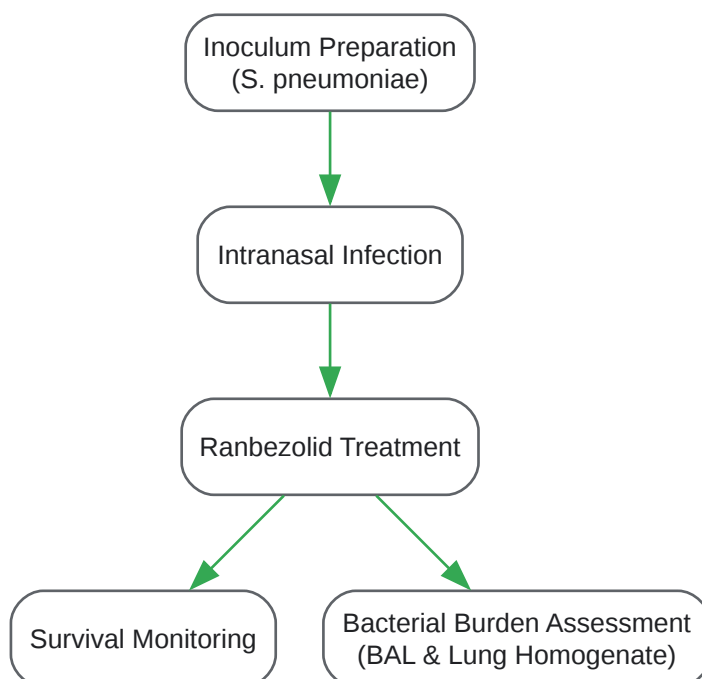 Inoculum Preparation
(S. pneumoniae)
Intranasal Infection
Ranbezolid Treatment
Survival Monitoring
Bacterial Burden Assessment
(BAL & Lung Homogenate)